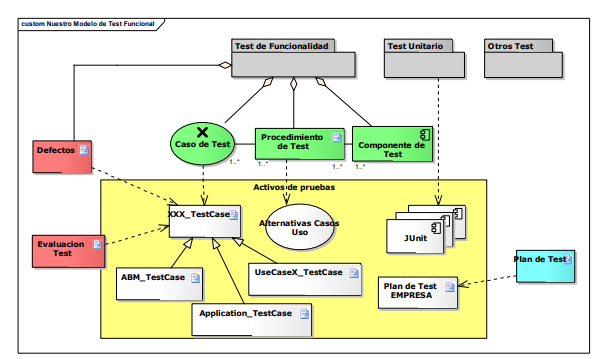 custom Nuestro Modelo de Test Funcional
Test de Funcionalidad
Test Unitario
Otros Test
Defectos
Caso de Test
Procedimiento
de Test
Componente de
Test
1..*
1..*
1..*
1..*
Activos de pruebas
XXX_TestCase
Alternativas Casos
Uso
JUnit
Evaluacion
Test
ABM_TestCase
UseCaseX_TestCase
Application_TestCase
Plan de Test
EMPRESA
Plan de Test